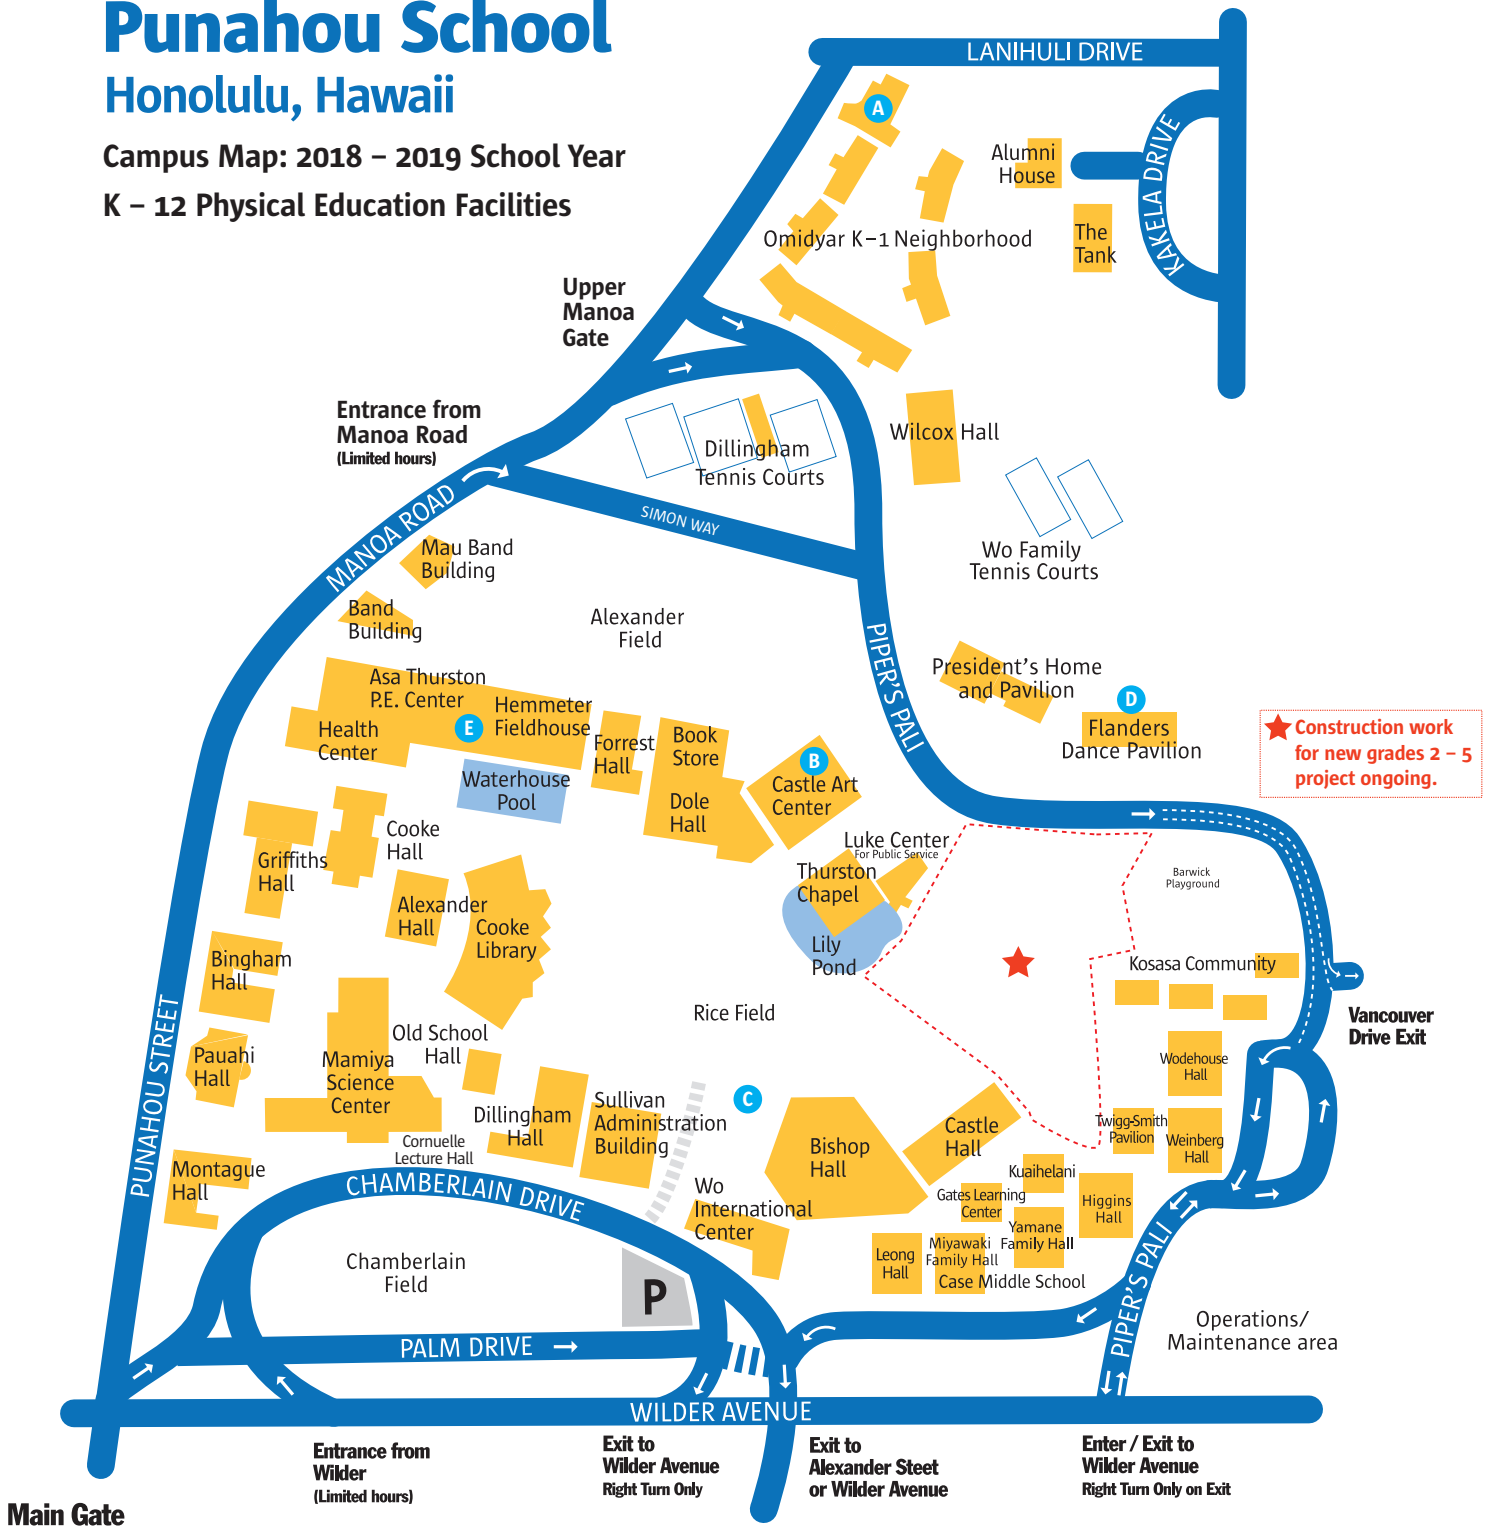 Punahou School
Honolulu, Hawaii
Campus Map: 2018 – 2019 School Year
K – 12 Physical Education Facilities
LANIHULI DRIVE
A
Alumni
House
KAKELA DRIVE
The
Tank
Omidyar K–1 Neighborhood
Upper
Manoa
Gate
Entrance from
Manoa Road
(Limited hours)
Dillingham
Tennis Courts
Wilcox Hall
MANOA ROAD
SIMON WAY
Wo Family
Tennis Courts
Mau Band
Building
Band
Building
Alexander
Field
PIPER'S PALI
President's Home
and Pavilion
D
Flanders
Dance Pavilion
Construction work
for new grades 2 – 5
project ongoing.
Asa Thurston
P.E. Center
Hemmeter
Fieldhouse
E
Health
Center
Forrest
Hall
Book
Store
B
Castle Art
Center
Waterhouse
Pool
Dole
Hall
Cooke
Hall
Griffiths
Hall
Luke Center
For Public Service
Thurston
Chapel
Barwick
Playground
Alexander
Hall
Cooke
Library
Lily
Pond
Bingham
Hall
Kosasa Community
Rice Field
Vancouver
Drive Exit
PUNAHOU STREET
Old School
Hall
Pauahi
Hall
Mamiya
Science
Center
Wodehouse
Hall
C
Sullivan
Administration
Building
Dillingham
Hall
Cornuelle
Lecture Hall
Bishop
Hall
Castle
Hall
Twigg-Smith
Pavilion
Weinberg
Hall
Montague
Hall
Kuaihelani
CHAMBERLAIN DRIVE
Wo
International
Center
Gates Learning
Center
Higgins
Hall
Yamane
Family Hall
Leong
Hall
Miyawaki
Family Hall
Case Middle School
Chamberlain
Field
P
PIPER'S PALI
Operations/
Maintenance area
PALM DRIVE
WILDER AVENUE
Entrance from
Wilder
(Limited hours)
Exit to
Wilder Avenue
Right Turn Only
Exit to
Alexander Steet
or Wilder Avenue
Enter / Exit to
Wilder Avenue
Right Turn Only on Exit
Main Gate